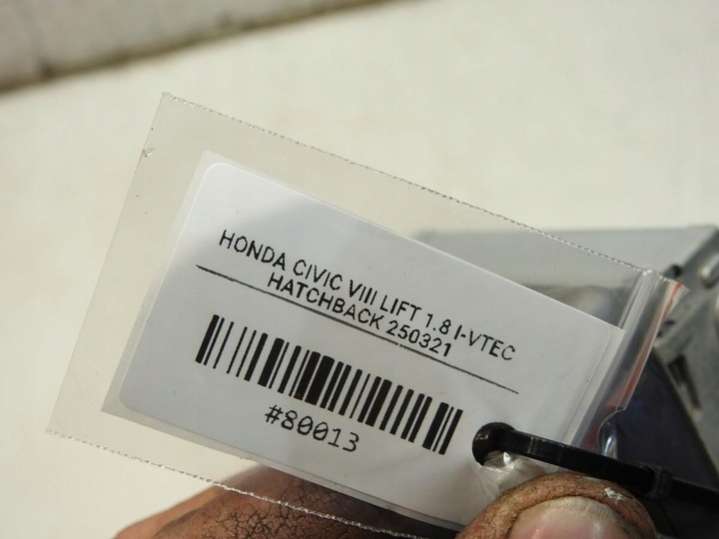 HONDA CIVIC VIII LIFT 1.8 I-VTEC
HATCHBACK 250321
#80013